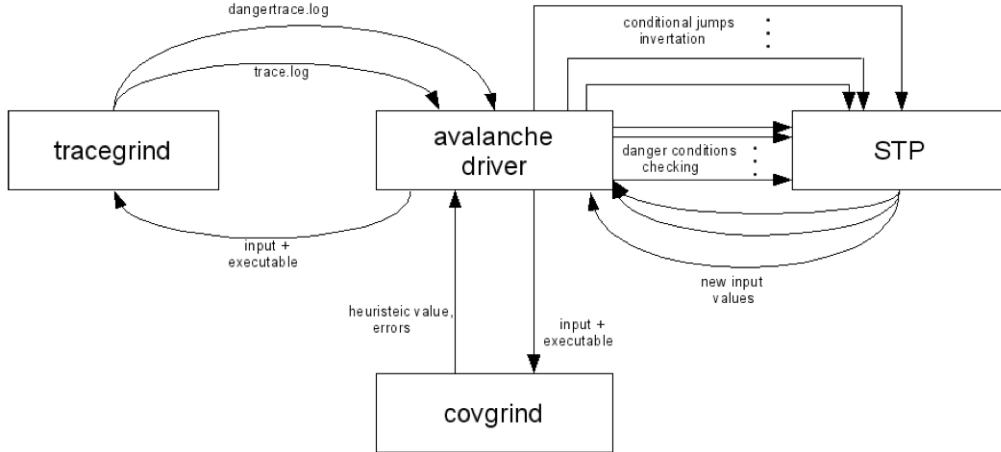 dangertrace.log
conditional jumps
invertation
trace.log
tracegrind
avalanche
driver
danger conditions
checking
STP
input +
executable
new input
values
heuristeic value,
errors
input +
executable
covgrind